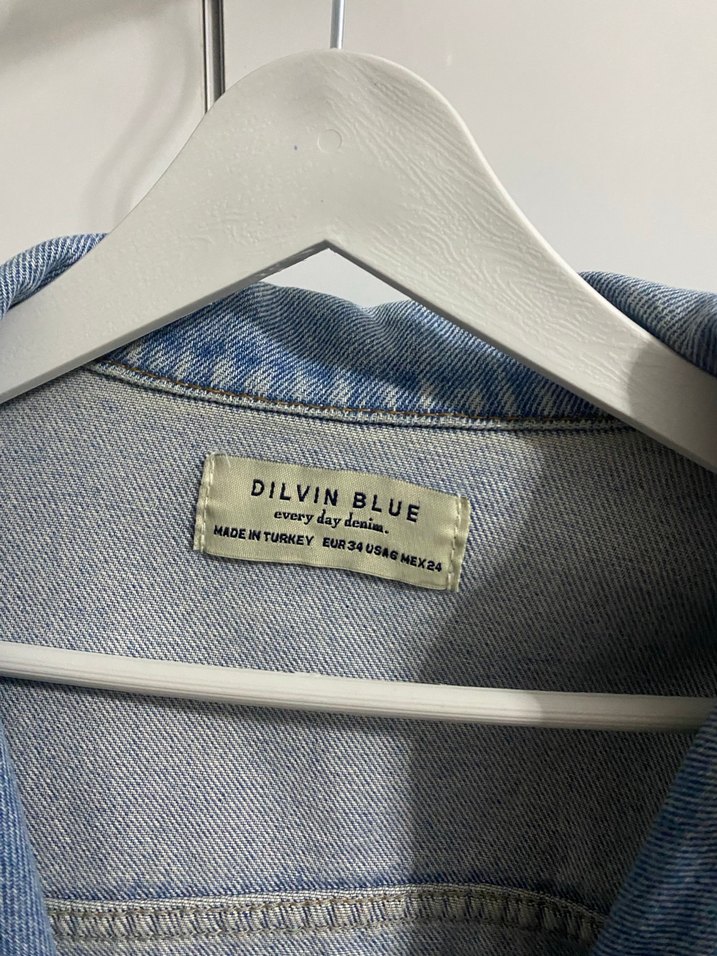 DILVIN BLUE
every day denim.
MADE IN TURKEY EUR 34 USA 6 MEX 24